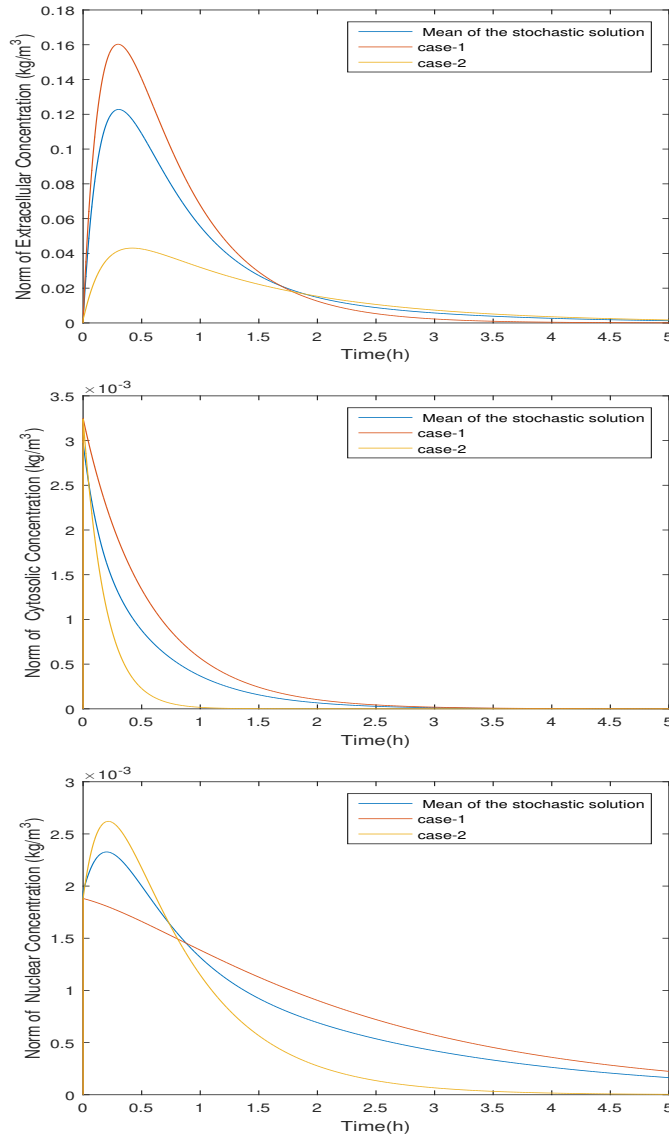 0.18
0.16
0.14
0.12
0.1
0.08
0.06
0.04
0.02
0
Norm of Extracellular Concentration (kg/m³)
Mean of the stochastic solution
case-1
case-2
0 0.5 1 1.5 2 2.5 3 3.5 4 4.5 5
Time(h)
×10⁻³
3.5
3
2.5
2
1.5
1
0.5
0
Norm of Cytosolic Concentration (kg/m³)
Mean of the stochastic solution
case-1
case-2
0 0.5 1 1.5 2 2.5 3 3.5 4 4.5 5
Time(h)
×10⁻³
3
2.5
2
1.5
1
0.5
0
Norm of Nuclear Concentration (kg/m³)
Mean of the stochastic solution
case-1
case-2
0 0.5 1 1.5 2 2.5 3 3.5 4 4.5 5
Time(h)